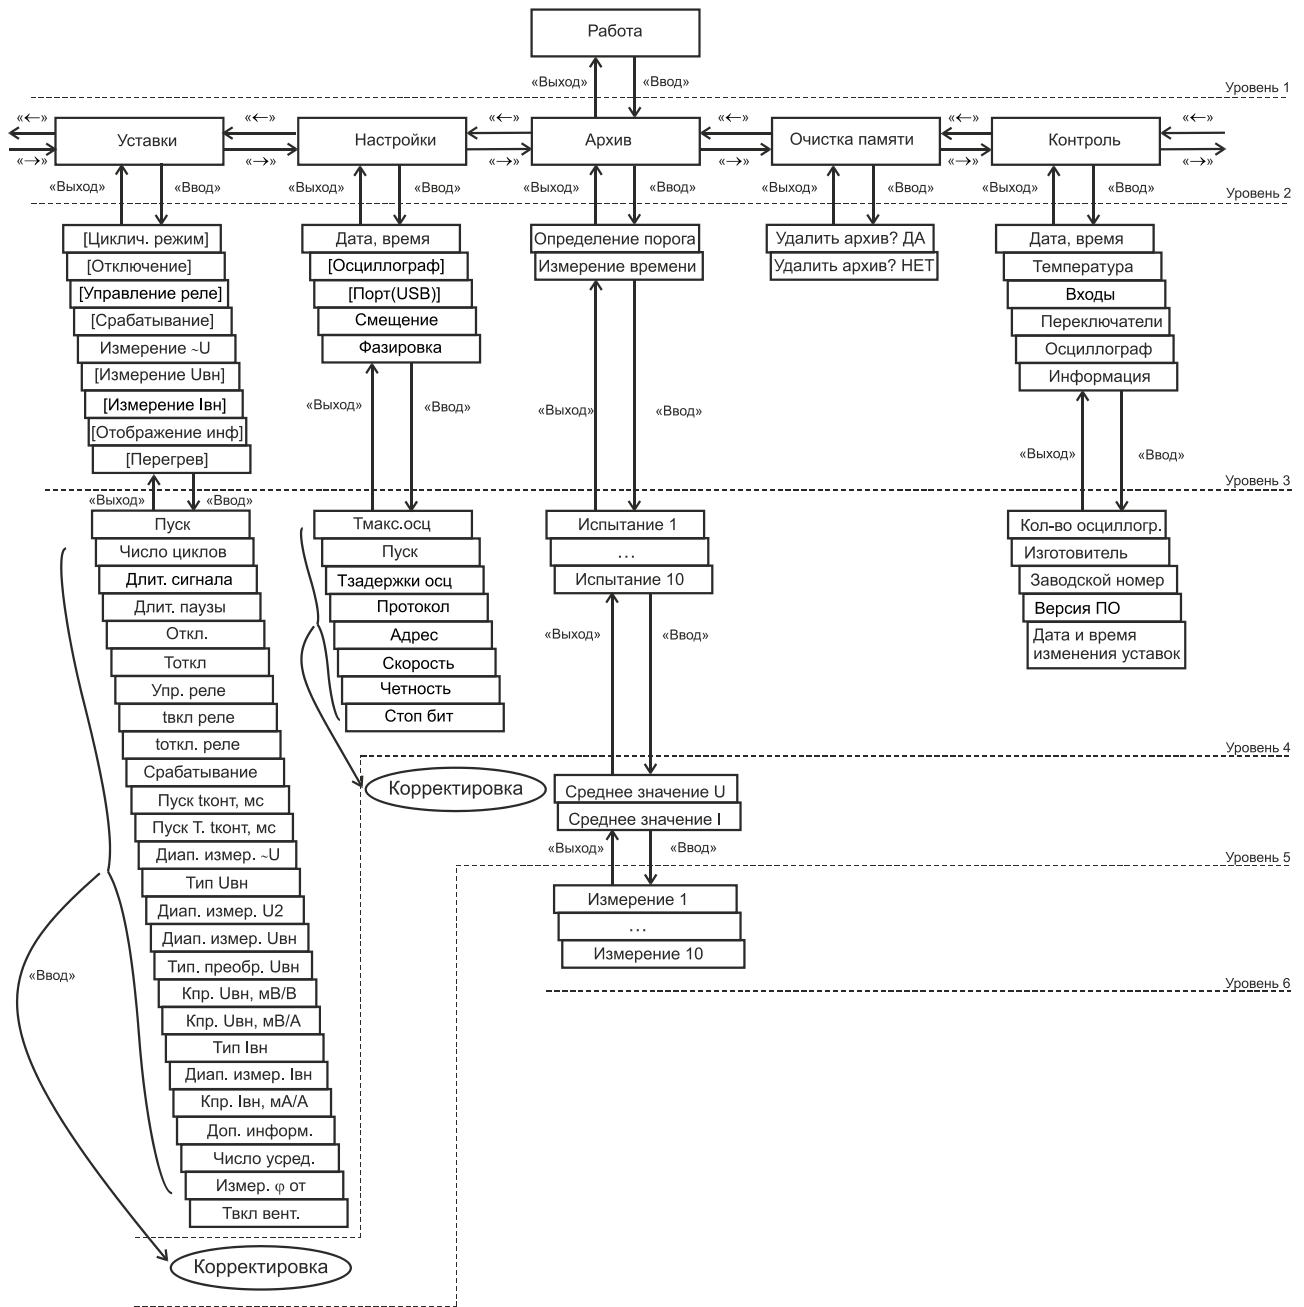 Работа
«Выход»
«Ввод»
Уровень 1
«←»
«←»
«←»
«←»
«←»
«←»
Уставки
Настройки
Архив
Очистка памяти
Контроль
«→»
«→»
«→»
«→»
«→»
«→»
«Выход»
«Ввод»
«Выход»
«Ввод»
«Выход»
«Ввод»
«Выход»
«Ввод»
«Выход»
«Ввод»
Уровень 2
[Циклич. режим]
[Отключение]
[Управление реле]
[Срабатывание]
Измерение ~U
[Измерение Uвн]
[Измерение Iвн]
[Отображение инф]
[Перегрев]
Дата, время
[Осциллограф]
[Порт(USB)]
Смещение
Фазировка
Определение порога
Измерение времени
Удалить архив? ДА
Удалить архив? НЕТ
Дата, время
Температура
Входы
Переключатели
Осциллограф
Информация
«Выход»
«Ввод»
«Выход»
«Ввод»
«Выход»
«Ввод»
«Выход»
«Ввод»
Уровень 3
Пуск
Число циклов
Длит. сигнала
Длит. паузы
Откл.
Тоткл
Упр. реле
tвкл реле
tоткл. реле
Срабатывание
Пуск tконт, мс
Пуск Т. tконт, мс
Диап. измер. ~U
Тип Uвн
Диап. измер. U2
Диап. измер. Uвн
Тип. преобр. Uвн
Кпр. Uвн, мВ/В
Кпр. Uвн, мВ/А
Тип Iвн
Диап. измер. Iвн
Кпр. Iвн, мА/А
Доп. информ.
Число усред.
Измер. φ от
Твкл вент.
«Ввод»
Корректировка
Тмакс.осц
Пуск
Тзадержки осц
Протокол
Адрес
Скорость
Четность
Стоп бит
Корректировка
Испытание 1
...
Испытание 10
«Выход»
«Ввод»
Кол-во осциллогр.
Изготовитель
Заводской номер
Версия ПО
Дата и время
изменения уставок
Уровень 4
Среднее значение U
Среднее значение I
«Выход»
«Ввод»
Уровень 5
Измерение 1
...
Измерение 10
Уровень 6